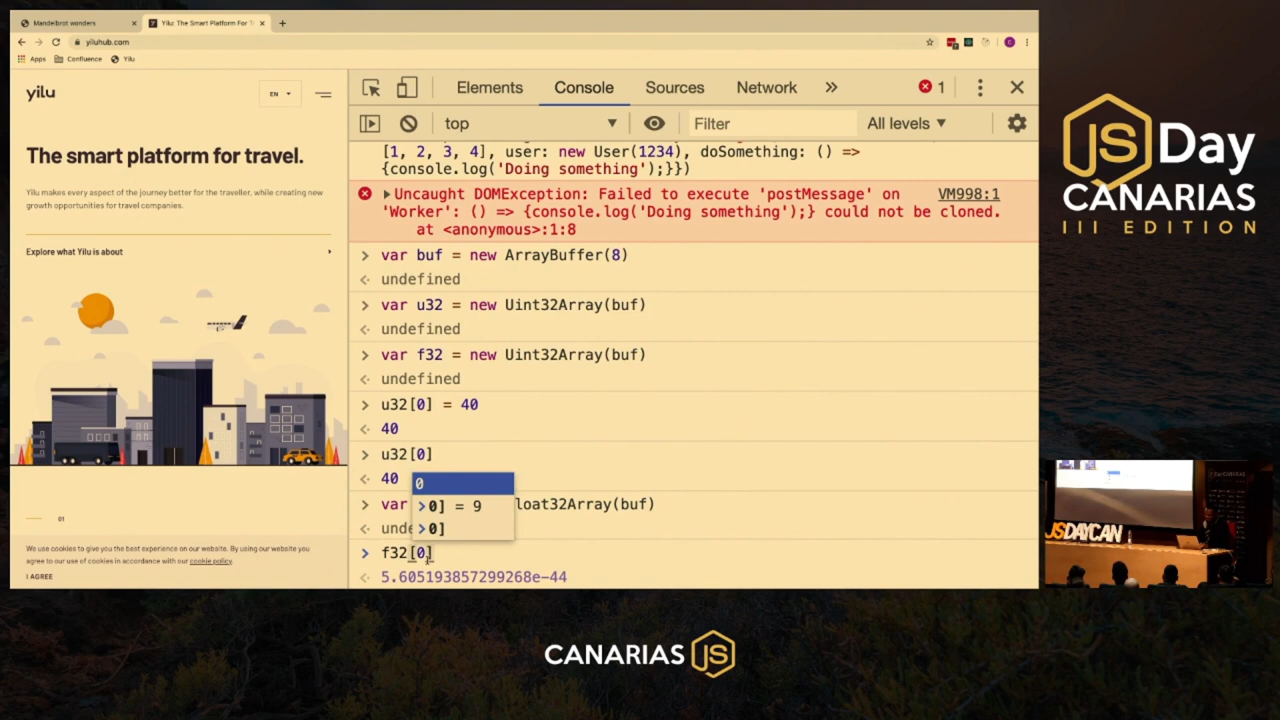 Mandelbrot wonders
Yilu: The Smart Platform For T
yiluhub.com
Apps
Confluence
Yilu
yilu
EN
The smart platform for travel.
Yilu makes every aspect of the journey better for the traveller, while creating new
growth opportunities for travel companies.
Explore what Yilu is about
01
We use cookies to give you the best experience on our website. By using our website you
agree to our use of cookies in accordance with our cookie policy.
I AGREE
Elements
Console
Sources
Network
1
top
Filter
All levels
[1, 2, 3, 4], user: new User(1234), doSomething: () =>
{console.log('Doing something');}})
Uncaught DOMException: Failed to execute 'postMessage' on VM998:1
'Worker': () => {console.log('Doing something');} could not be cloned.
at <anonymous>:1:8
> var buf = new ArrayBuffer(8)
undefined
> var u32 = new Uint32Array(buf)
undefined
> var f32 = new Uint32Array(buf)
undefined
> u32[0] = 40
40
> u32[0]
40
0
>0] = 9
>0]
var loat32Array(buf)
unde
> f32[0]
5.605193857299268e-44
JS Day
CANARIAS
III EDITION
JSDAYCAN
CANARIAS JS